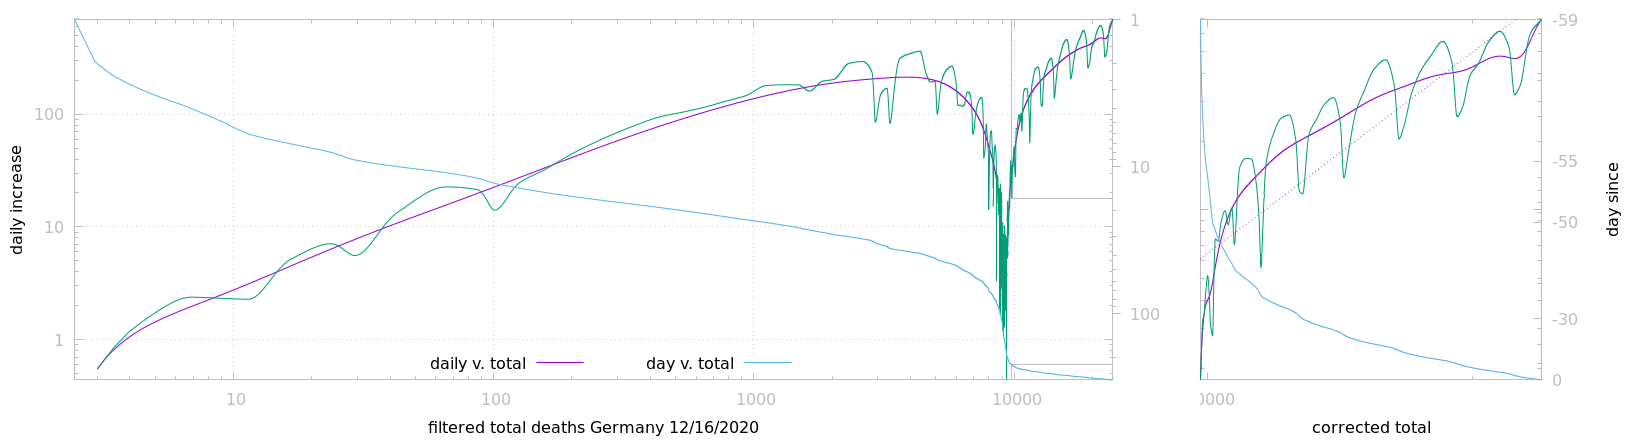 daily increase
100
10
1
10
100
1000
10000
1
10
100
daily v. total
day v. total
filtered total deaths Germany 12/16/2020
-59
-55
-50
-30
0
day since
0000
corrected total